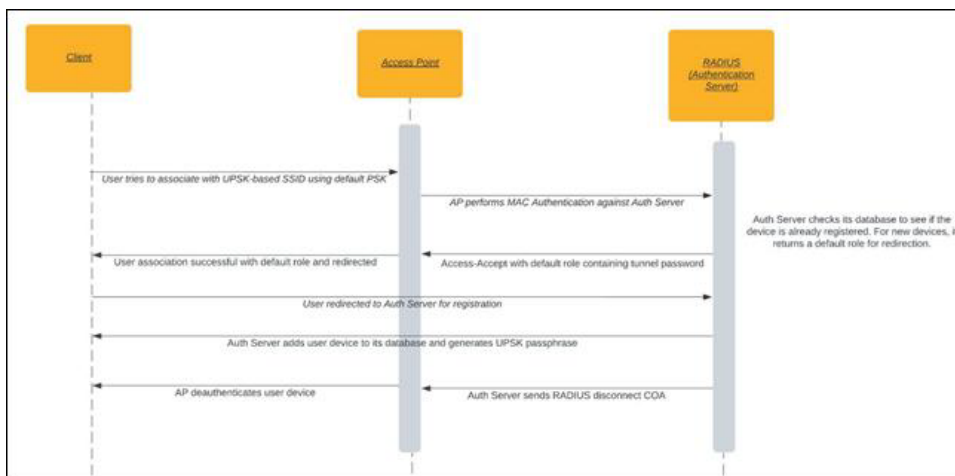 Client
Access Point
RADIUS
(Authentication
Server)
User tries to associate with UPSK-based SSID using default PSK
AP performs MAC Authentication against Auth Server
Auth Server checks its database to see if the
device is already registered. For new devices, i
returns a default role for redirection.
User association successful with default role and redirected
Access-Accept with default role containing tunnel password
User redirected to Auth Server for registration
Auth Server adds user device to its database and generates UPSK passphrase
AP deauthenticates user device
Auth Server sends RADIUS disconnect COA